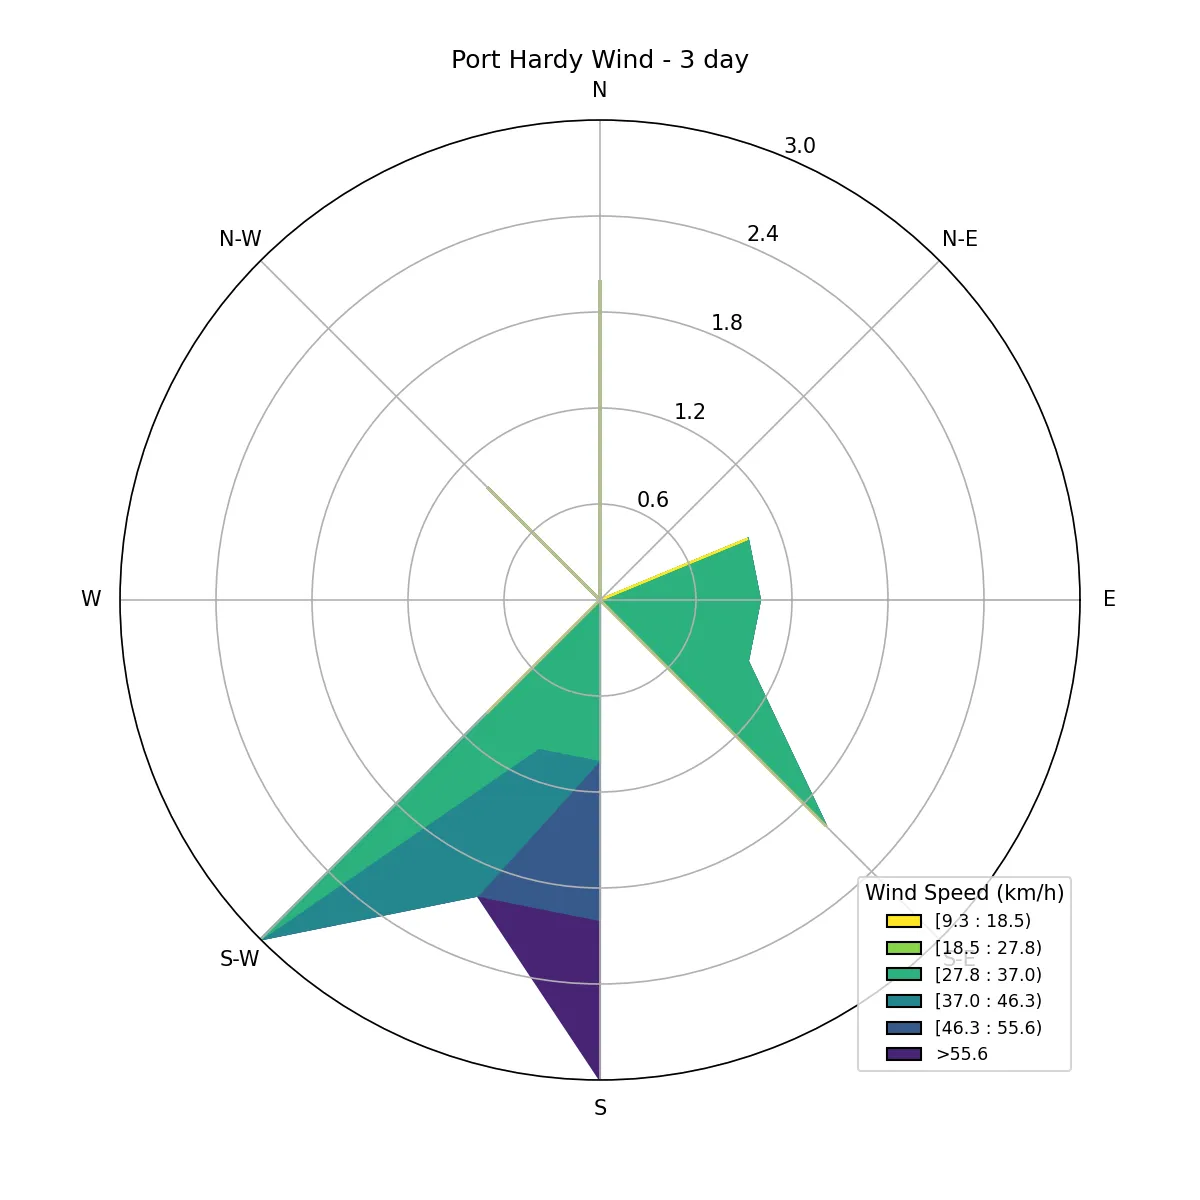 Port Hardy Wind - 3 day
N
3.0
N-W
2.4
N-E
1.8
1.2
0.6
W
E
Wind Speed (km/h)
[9.3 : 18.5)
[18.5 : 27.8)
S-W
S-E
[27.8 : 37.0)
[37.0 : 46.3)
[46.3 : 55.6)
>55.6
S